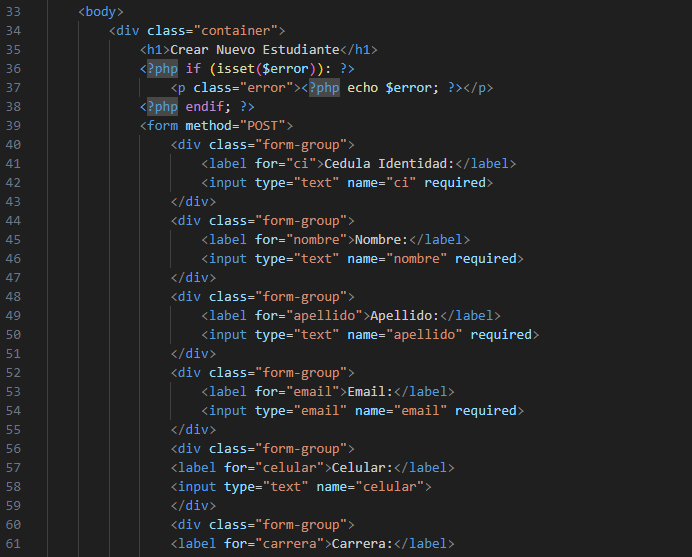 33 <body>
34 <div class="container">
35 <h1>Crear Nuevo Estudiante</h1>
36 <?php if (isset($error)): ?>
37 <p class="error"><?php echo $error; ?></p>
38 <?php endif; ?>
39 <form method="POST">
40 <div class="form-group">
41 <label for="ci">Cedula Identidad:</label>
42 <input type="text" name="ci" required>
43 </div>
44 <div class="form-group">
45 <label for="nombre">Nombre:</label>
46 <input type="text" name="nombre" required>
47 </div>
48 <div class="form-group">
49 <label for="apellido">Apellido:</label>
50 <input type="text" name="apellido" required>
51 </div>
52 <div class="form-group">
53 <label for="email">Email:</label>
54 <input type="email" name="email" required>
55 </div>
56 <div class="form-group">
57 <label for="celular">Celular:</label>
58 <input type="text" name="celular">
59 </div>
60 <div class="form-group">
61 <label for="carrera">Carrera:</label>